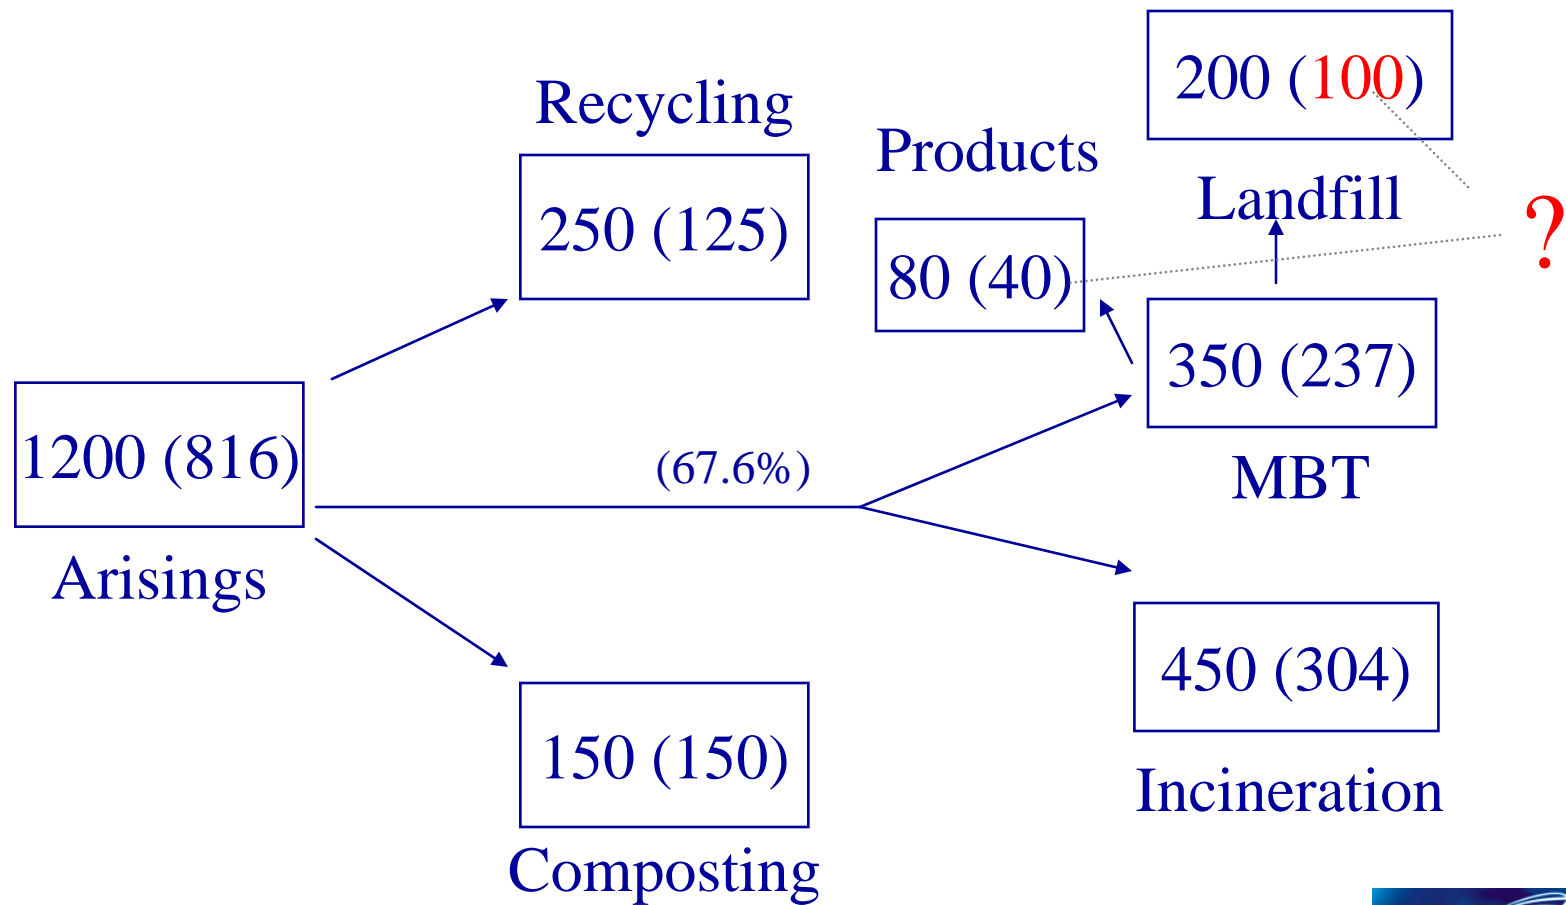 200 (100)
Recycling
Products
Landfill
250 (125)
?
80 (40)
350 (237)
1200 (816)
(67.6%)
MBT
Arisings
450 (304)
150 (150)
Incineration
Composting